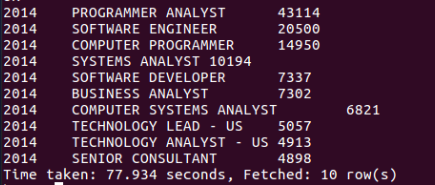 2014 PROGRAMMER ANALYST 43114
2014 SOFTWARE ENGINEER 20500
2014 COMPUTER PROGRAMMER 14950
2014 SYSTEMS ANALYST 10194
2014 SOFTWARE DEVELOPER 7337
2014 BUSINESS ANALYST 7302
2014 COMPUTER SYSTEMS ANALYST 6821
2014 TECHNOLOGY LEAD - US 5057
2014 TECHNOLOGY ANALYST - US 4913
2014 SENIOR CONSULTANT 4898
Time taken: 77.934 seconds, Fetched: 10 row(s)